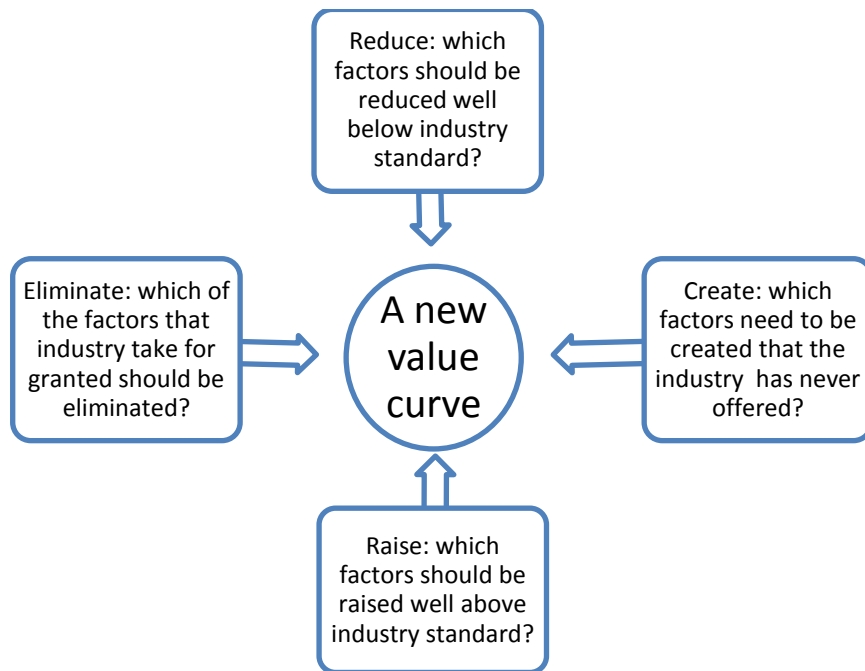 Reduce: which
factors should be
reduced well
below industry
standard?
Eliminate: which of
the factors that
industry take for
granted should be
eliminated?
A new
value
curve
Create: which
factors need to be
created that the
industry has never
offered?
Raise: which
factors should be
raised well above
industry standard?